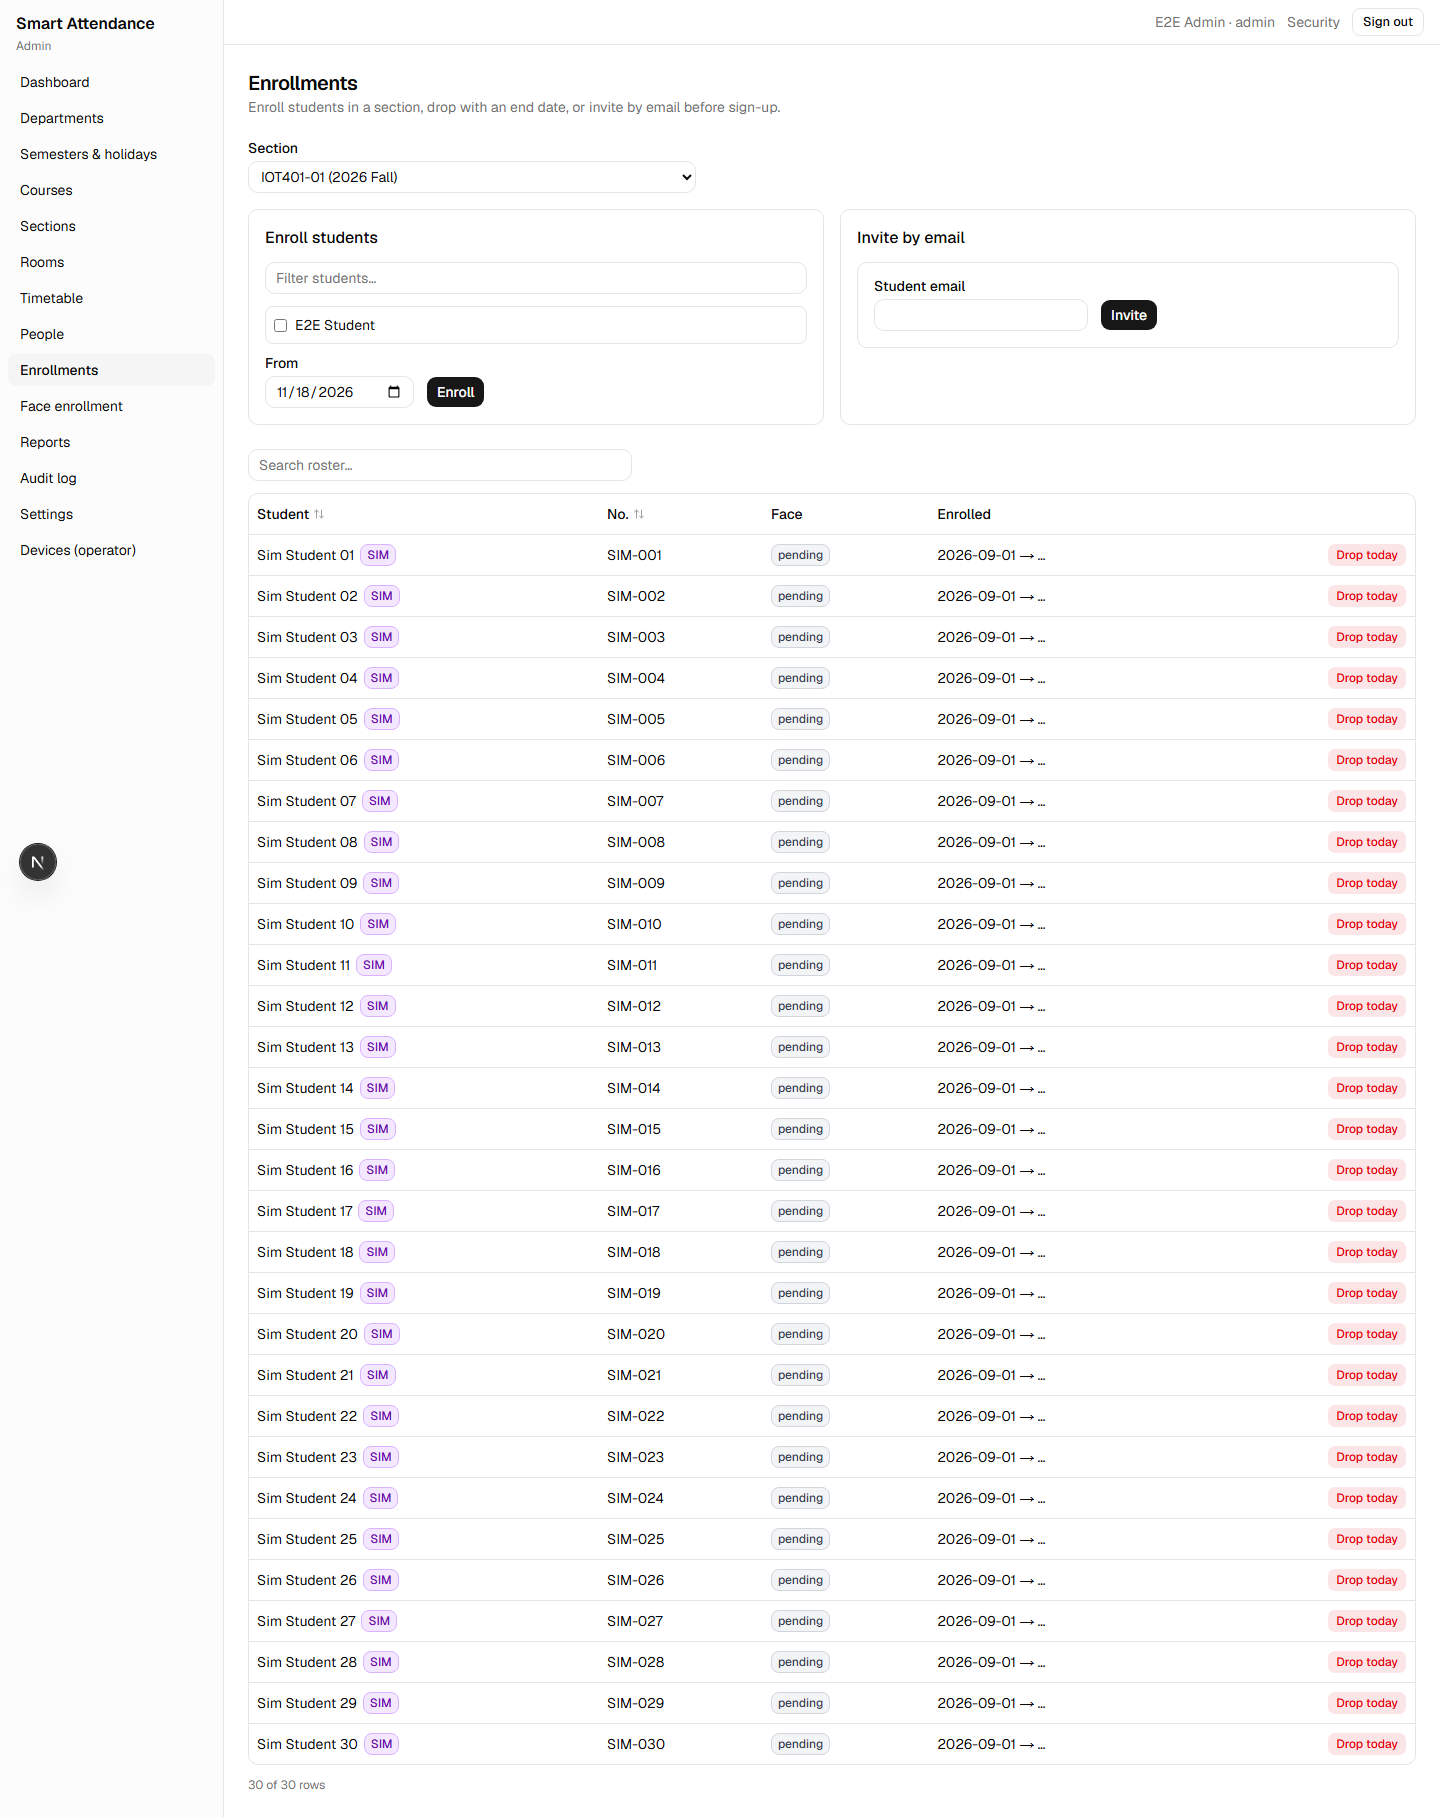 Smart Attendance
Admin
Dashboard
Departments
Semesters & holidays
Courses
Sections
Rooms
Timetable
People
Enrollments
Face enrollment
Reports
Audit log
Settings
Devices (operator)
E2E Admin · admin Security Sign out
Enrollments
Enroll students in a section, drop with an end date, or invite by email before sign-up.
Section
IOT401-01 (2026 Fall)
Enroll students
Filter students…
E2E Student
From
11/18/2026 Enroll
Invite by email
Student email
Invite
Search roster…
Student No. Face Enrolled
Sim Student 01 SIM SIM-001 pending 2026-09-01 → … Drop today
Sim Student 02 SIM SIM-002 pending 2026-09-01 → … Drop today
Sim Student 03 SIM SIM-003 pending 2026-09-01 → … Drop today
Sim Student 04 SIM SIM-004 pending 2026-09-01 → … Drop today
Sim Student 05 SIM SIM-005 pending 2026-09-01 → … Drop today
Sim Student 06 SIM SIM-006 pending 2026-09-01 → … Drop today
Sim Student 07 SIM SIM-007 pending 2026-09-01 → … Drop today
Sim Student 08 SIM SIM-008 pending 2026-09-01 → … Drop today
Sim Student 09 SIM SIM-009 pending 2026-09-01 → … Drop today
Sim Student 10 SIM SIM-010 pending 2026-09-01 → … Drop today
Sim Student 11 SIM SIM-011 pending 2026-09-01 → … Drop today
Sim Student 12 SIM SIM-012 pending 2026-09-01 → … Drop today
Sim Student 13 SIM SIM-013 pending 2026-09-01 → … Drop today
Sim Student 14 SIM SIM-014 pending 2026-09-01 → … Drop today
Sim Student 15 SIM SIM-015 pending 2026-09-01 → … Drop today
Sim Student 16 SIM SIM-016 pending 2026-09-01 → … Drop today
Sim Student 17 SIM SIM-017 pending 2026-09-01 → … Drop today
Sim Student 18 SIM SIM-018 pending 2026-09-01 → … Drop today
Sim Student 19 SIM SIM-019 pending 2026-09-01 → … Drop today
Sim Student 20 SIM SIM-020 pending 2026-09-01 → … Drop today
Sim Student 21 SIM SIM-021 pending 2026-09-01 → … Drop today
Sim Student 22 SIM SIM-022 pending 2026-09-01 → … Drop today
Sim Student 23 SIM SIM-023 pending 2026-09-01 → … Drop today
Sim Student 24 SIM SIM-024 pending 2026-09-01 → … Drop today
Sim Student 25 SIM SIM-025 pending 2026-09-01 → … Drop today
Sim Student 26 SIM SIM-026 pending 2026-09-01 → … Drop today
Sim Student 27 SIM SIM-027 pending 2026-09-01 → … Drop today
Sim Student 28 SIM SIM-028 pending 2026-09-01 → … Drop today
Sim Student 29 SIM SIM-029 pending 2026-09-01 → … Drop today
Sim Student 30 SIM SIM-030 pending 2026-09-01 → … Drop today
30 of 30 rows
N